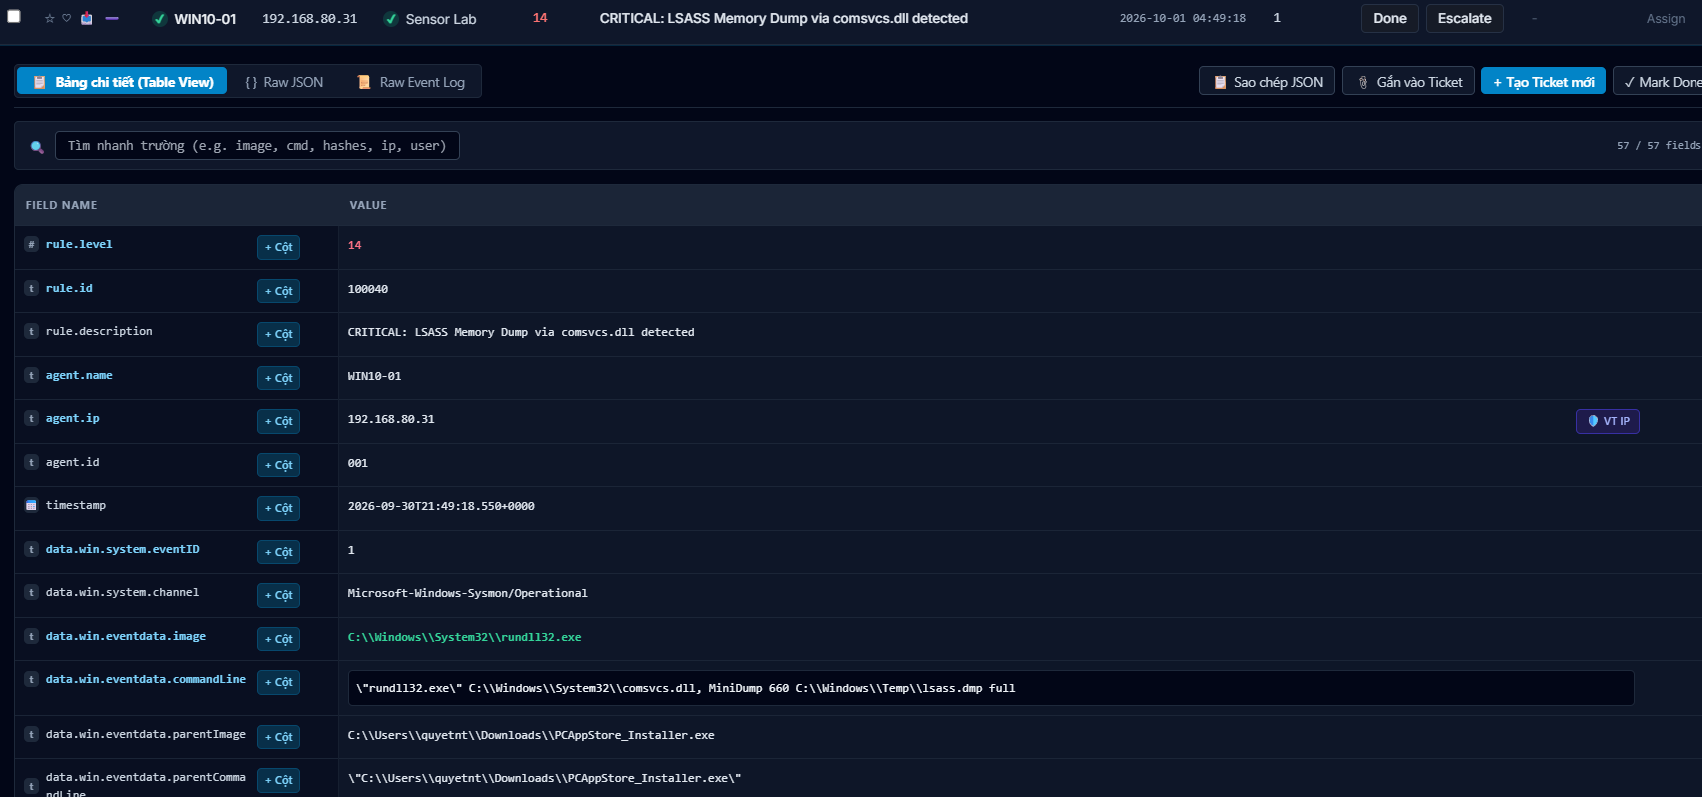 WIN10-01 192.168.80.31 Sensor Lab 14 CRITICAL: LSASS Memory Dump via comsvcs.dll detected 2026-10-01 04:49:18 1 Done Escalate - Assign
Bảng chi tiết (Table View) {} Raw JSON Raw Event Log Sao chép JSON Gắn vào Ticket + Tạo Ticket mới ✓ Mark Done
Tìm nhanh trường (e.g. image, cmd, hashes, ip, user) 57 / 57 fields
FIELD NAME VALUE
# rule.level + Cột 14
t rule.id + Cột 100040
t rule.description + Cột CRITICAL: LSASS Memory Dump via comsvcs.dll detected
t agent.name + Cột WIN10-01
t agent.ip + Cột 192.168.80.31 VT IP
t agent.id + Cột 001
timestamp + Cột 2026-09-30T21:49:18.550+0000
t data.win.system.eventID + Cột 1
t data.win.system.channel + Cột Microsoft-Windows-Sysmon/Operational
t data.win.eventdata.image + Cột C:\\Windows\\System32\\rundll32.exe
t data.win.eventdata.commandLine + Cột \"rundll32.exe\" C:\\Windows\\System32\\comsvcs.dll, MiniDump 660 C:\\Windows\\Temp\\lsass.dmp full
t data.win.eventdata.parentImage + Cột C:\\Users\\quyetnt\\Downloads\\PCAppStore_Installer.exe
t data.win.eventdata.parentComma + Cột \"C:\\Users\\quyetnt\\Downloads\\PCAppStore_Installer.exe\"
ndLine